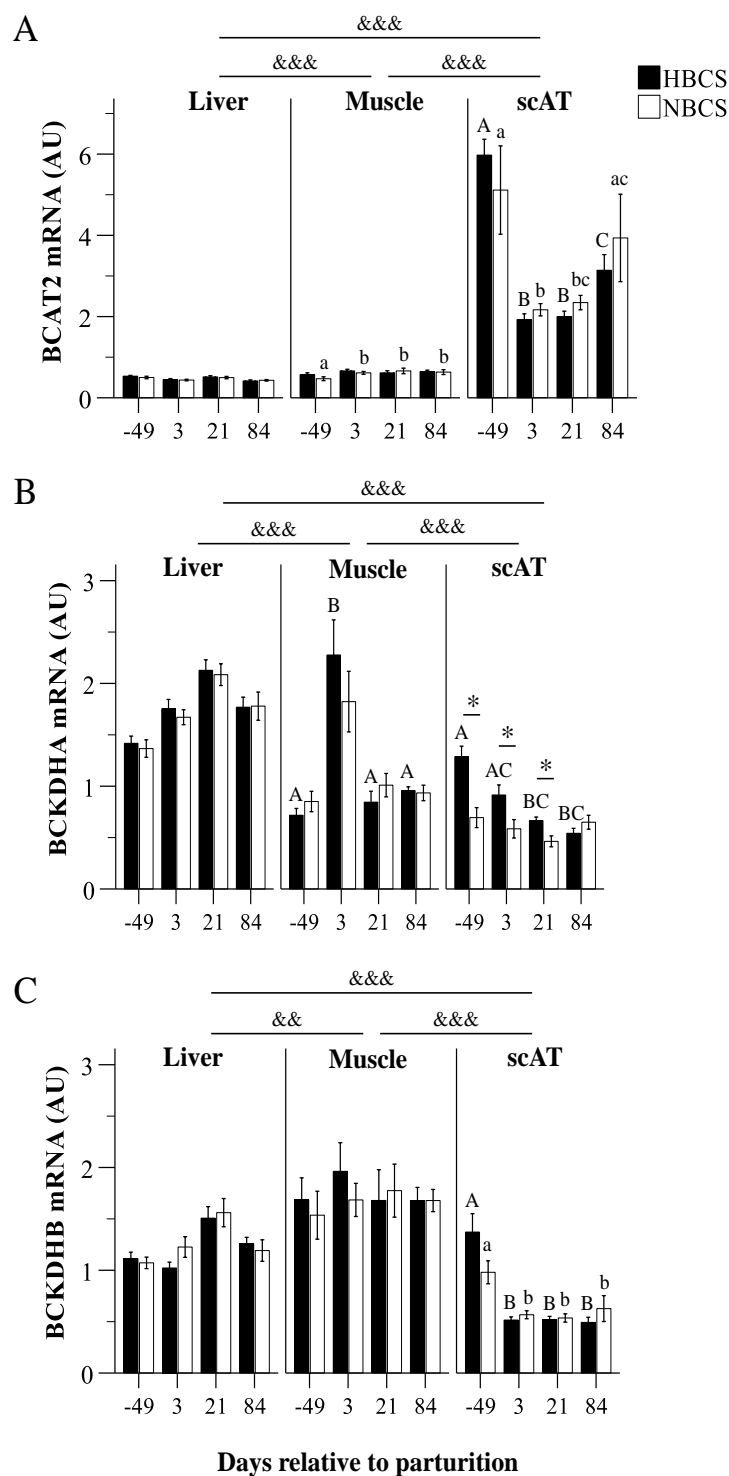 A
&&&
&&& &&&
HBCS
NBCS
Liver Muscle scAT
BCAT2 mRNA (AU)
6
4
2
0
a b b b
A a B b B bc C ac
-49 3 21 84 -49 3 21 84 -49 3 21 84
B
&&&
&&& &&&
Liver Muscle scAT
BCKDHA mRNA (AU)
3
2
1
0
A B A A
* * *
A AC BC BC
-49 3 21 84 -49 3 21 84 -49 3 21 84
C
&&&
&& &&&
Liver Muscle scAT
BCKDHB mRNA (AU)
3
2
1
0
A a B b B b B b
-49 3 21 84 -49 3 21 84 -49 3 21 84
Days relative to parturition